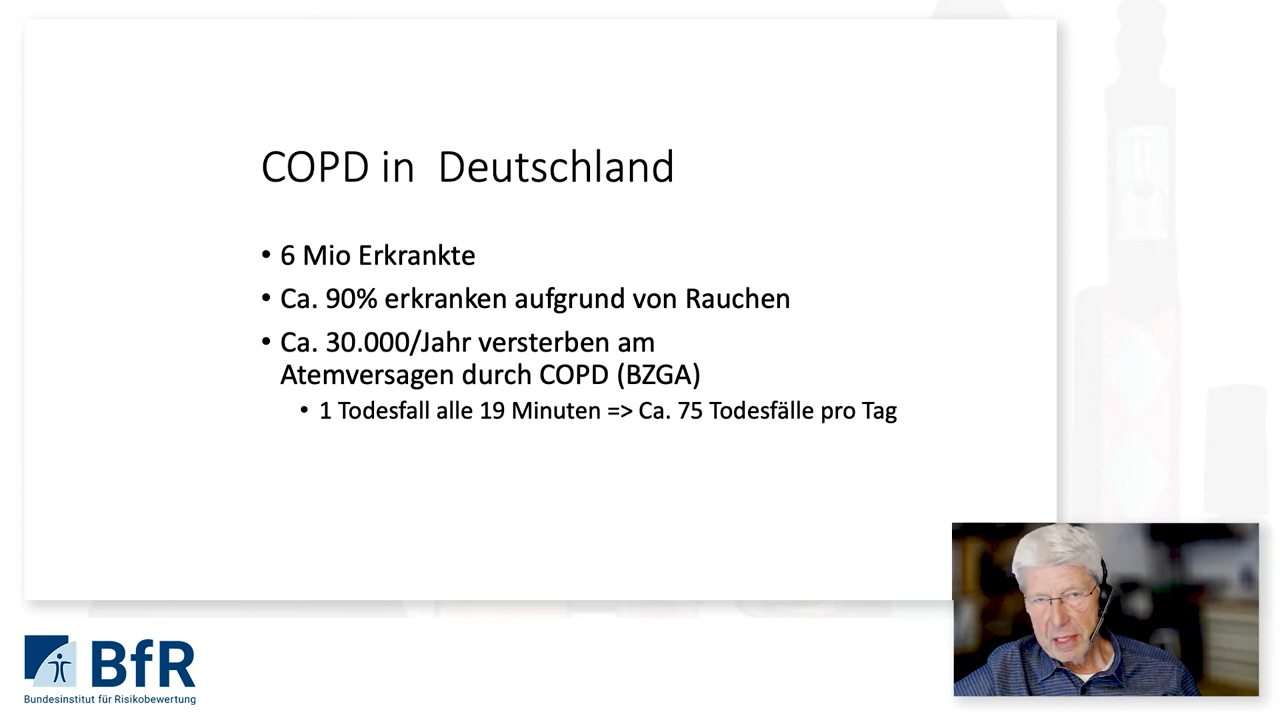 COPD in  Deutschland
• 6 Mio Erkrankte
• Ca. 90% erkranken aufgrund von Rauchen
• Ca. 30.000/Jahr versterben am
Atemversagen durch COPD (BZGA)
• 1 Todesfall alle 19 Minuten => Ca. 75 Todesfälle pro Tag
BfR
Bundesinstitut für Risikobewertung